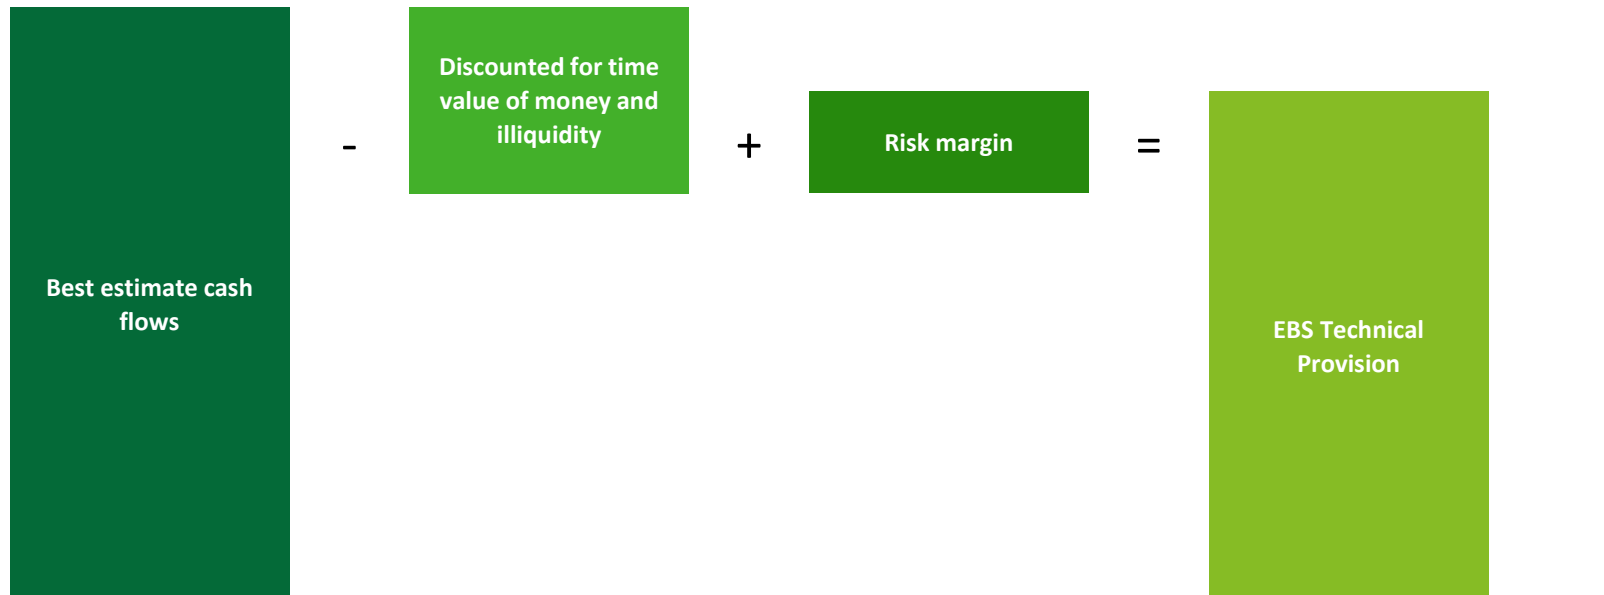 Best estimate cash
flows
-
Discounted for time
value of money and
illiquidity
+
Risk margin
=
EBS Technical
Provision